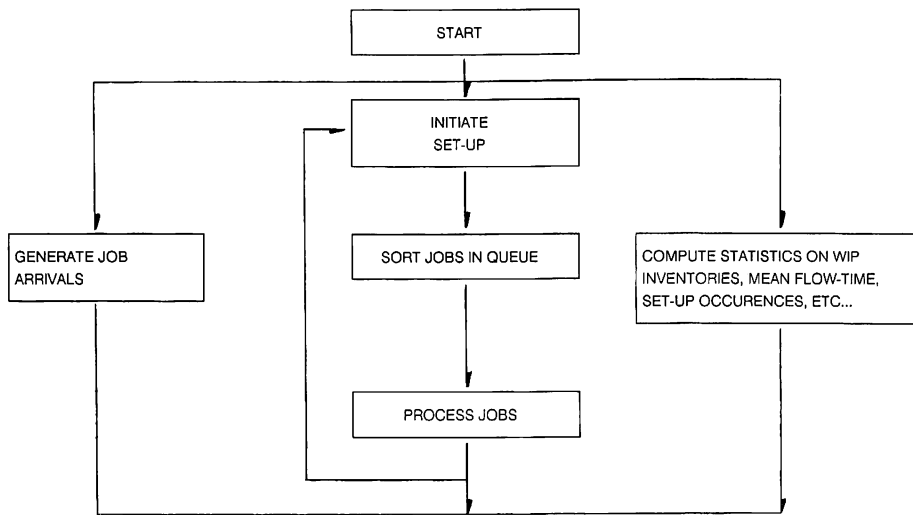 START
INITIATE
SET-UP
GENERATE JOB
ARRIVALS
SORT JOBS IN QUEUE
COMPUTE STATISTICS ON WIP
INVENTORIES, MEAN FLOW-TIME,
SET-UP OCCURENCES, ETC...
PROCESS JOBS